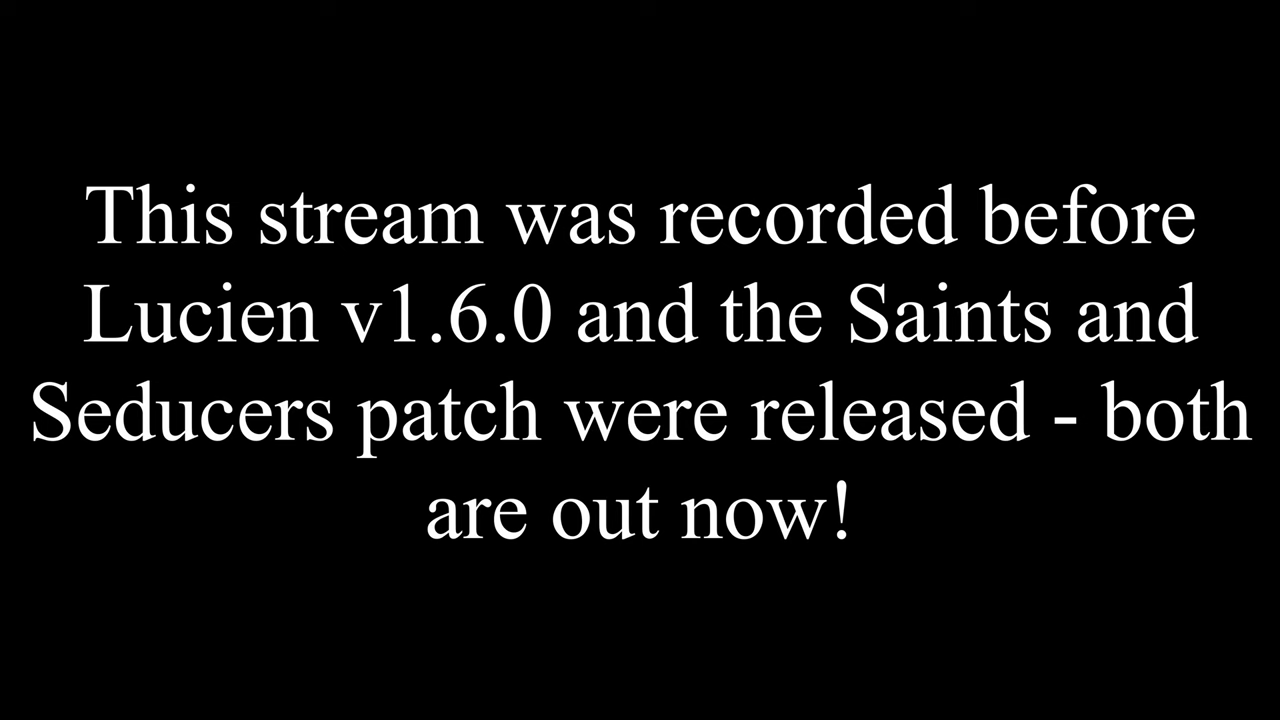 This stream was recorded before
Lucien v1.6.0 and the Saints and
Seducers patch were released - both
are out now!